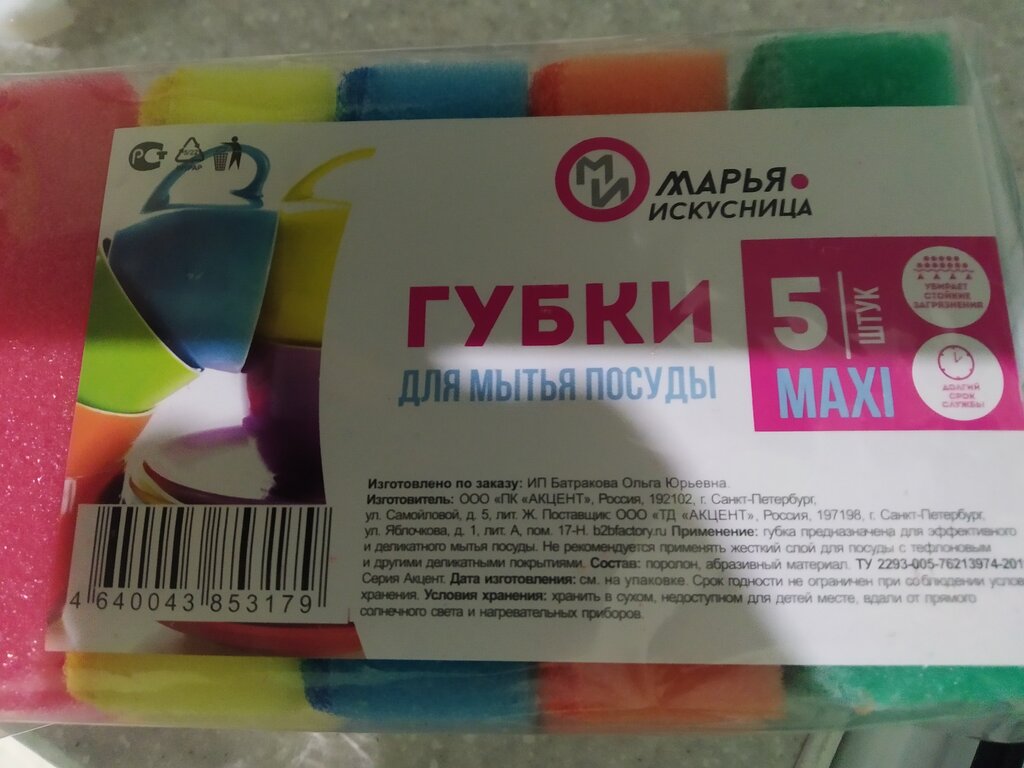 РСТ
МИ
МАРЬЯ
ИСКУСНИЦА
ГУБКИ
ДЛЯ МЫТЬЯ ПОСУДЫ
5
ШТУК
MAXI
УБИРАЕТ
СТОЙКИЕ
ЗАГРЯЗНЕНИЯ
ДОЛГИЙ
СРОК
СЛУЖБЫ
Изготовлено по заказу: ИП Батракова Ольга Юрьевна.
Изготовитель: ООО «ПК «АКЦЕНТ», Россия, 192102, г. Санкт-Петербург,
ул. Самойловой, д. 5, лит. Ж. Поставщик: ООО «ТД «АКЦЕНТ», Россия, 197198, г. Санкт-Петербург,
ул. Яблочкова, д. 1, лит. А, пом. 17-Н. b2bfactory.ru Применение: губка предназначена для эффективного
и деликатного мытья посуды. Не рекомендуется применять жесткий слой для посуды с тефлоновым
и другими деликатными покрытиями. Состав: поролон, абразивный материал. ТУ 2293-005-76213974-201
Серия Акцент. Дата изготовления: см. на упаковке. Срок годности не ограничен при соблюдении услов
хранения. Условия хранения: хранить в сухом, недоступном для детей месте, вдали от прямого
солнечного света и нагревательных приборов.
4 640043 853179